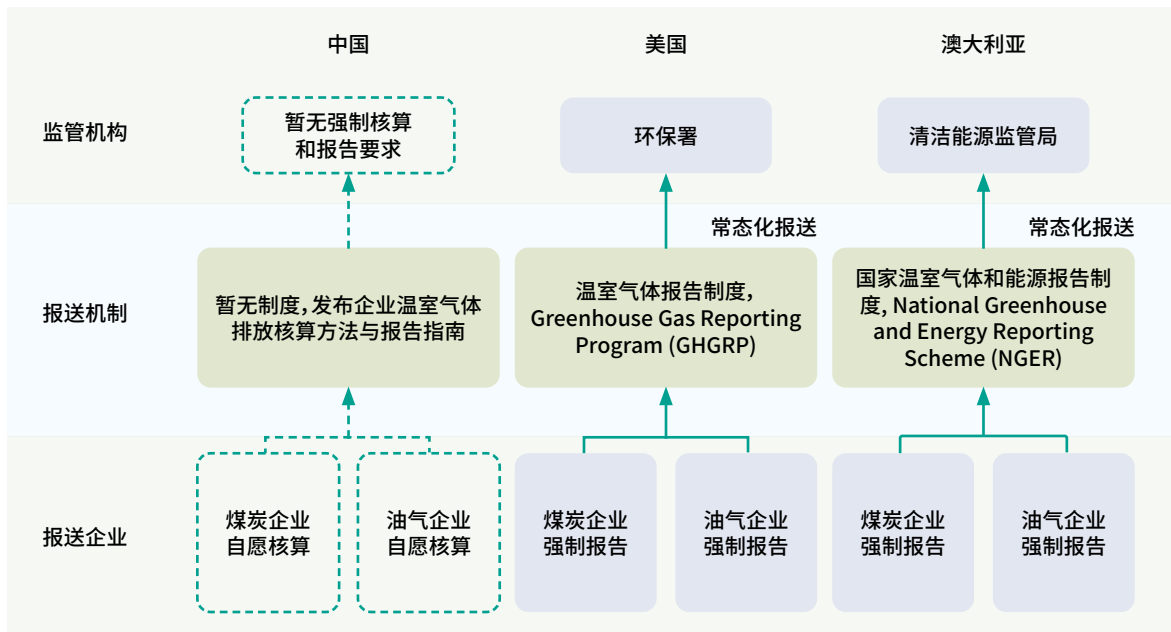 中国
美国
澳大利亚
监管机构
暂无强制核算
和报告要求
环保署
清洁能源监管局
常态化报送
常态化报送
报送机制
暂无制度，发布企业温室气体
排放核算方法与报告指南
温室气体报告制度，
Greenhouse Gas Reporting
Program (GHGRP)
国家温室气体和能源报告制
度, National Greenhouse
and Energy Reporting
Scheme (NGER)
报送企业
煤炭企业
自愿核算
油气企业
自愿核算
煤炭企业
强制报告
油气企业
强制报告
煤炭企业
强制报告
油气企业
强制报告